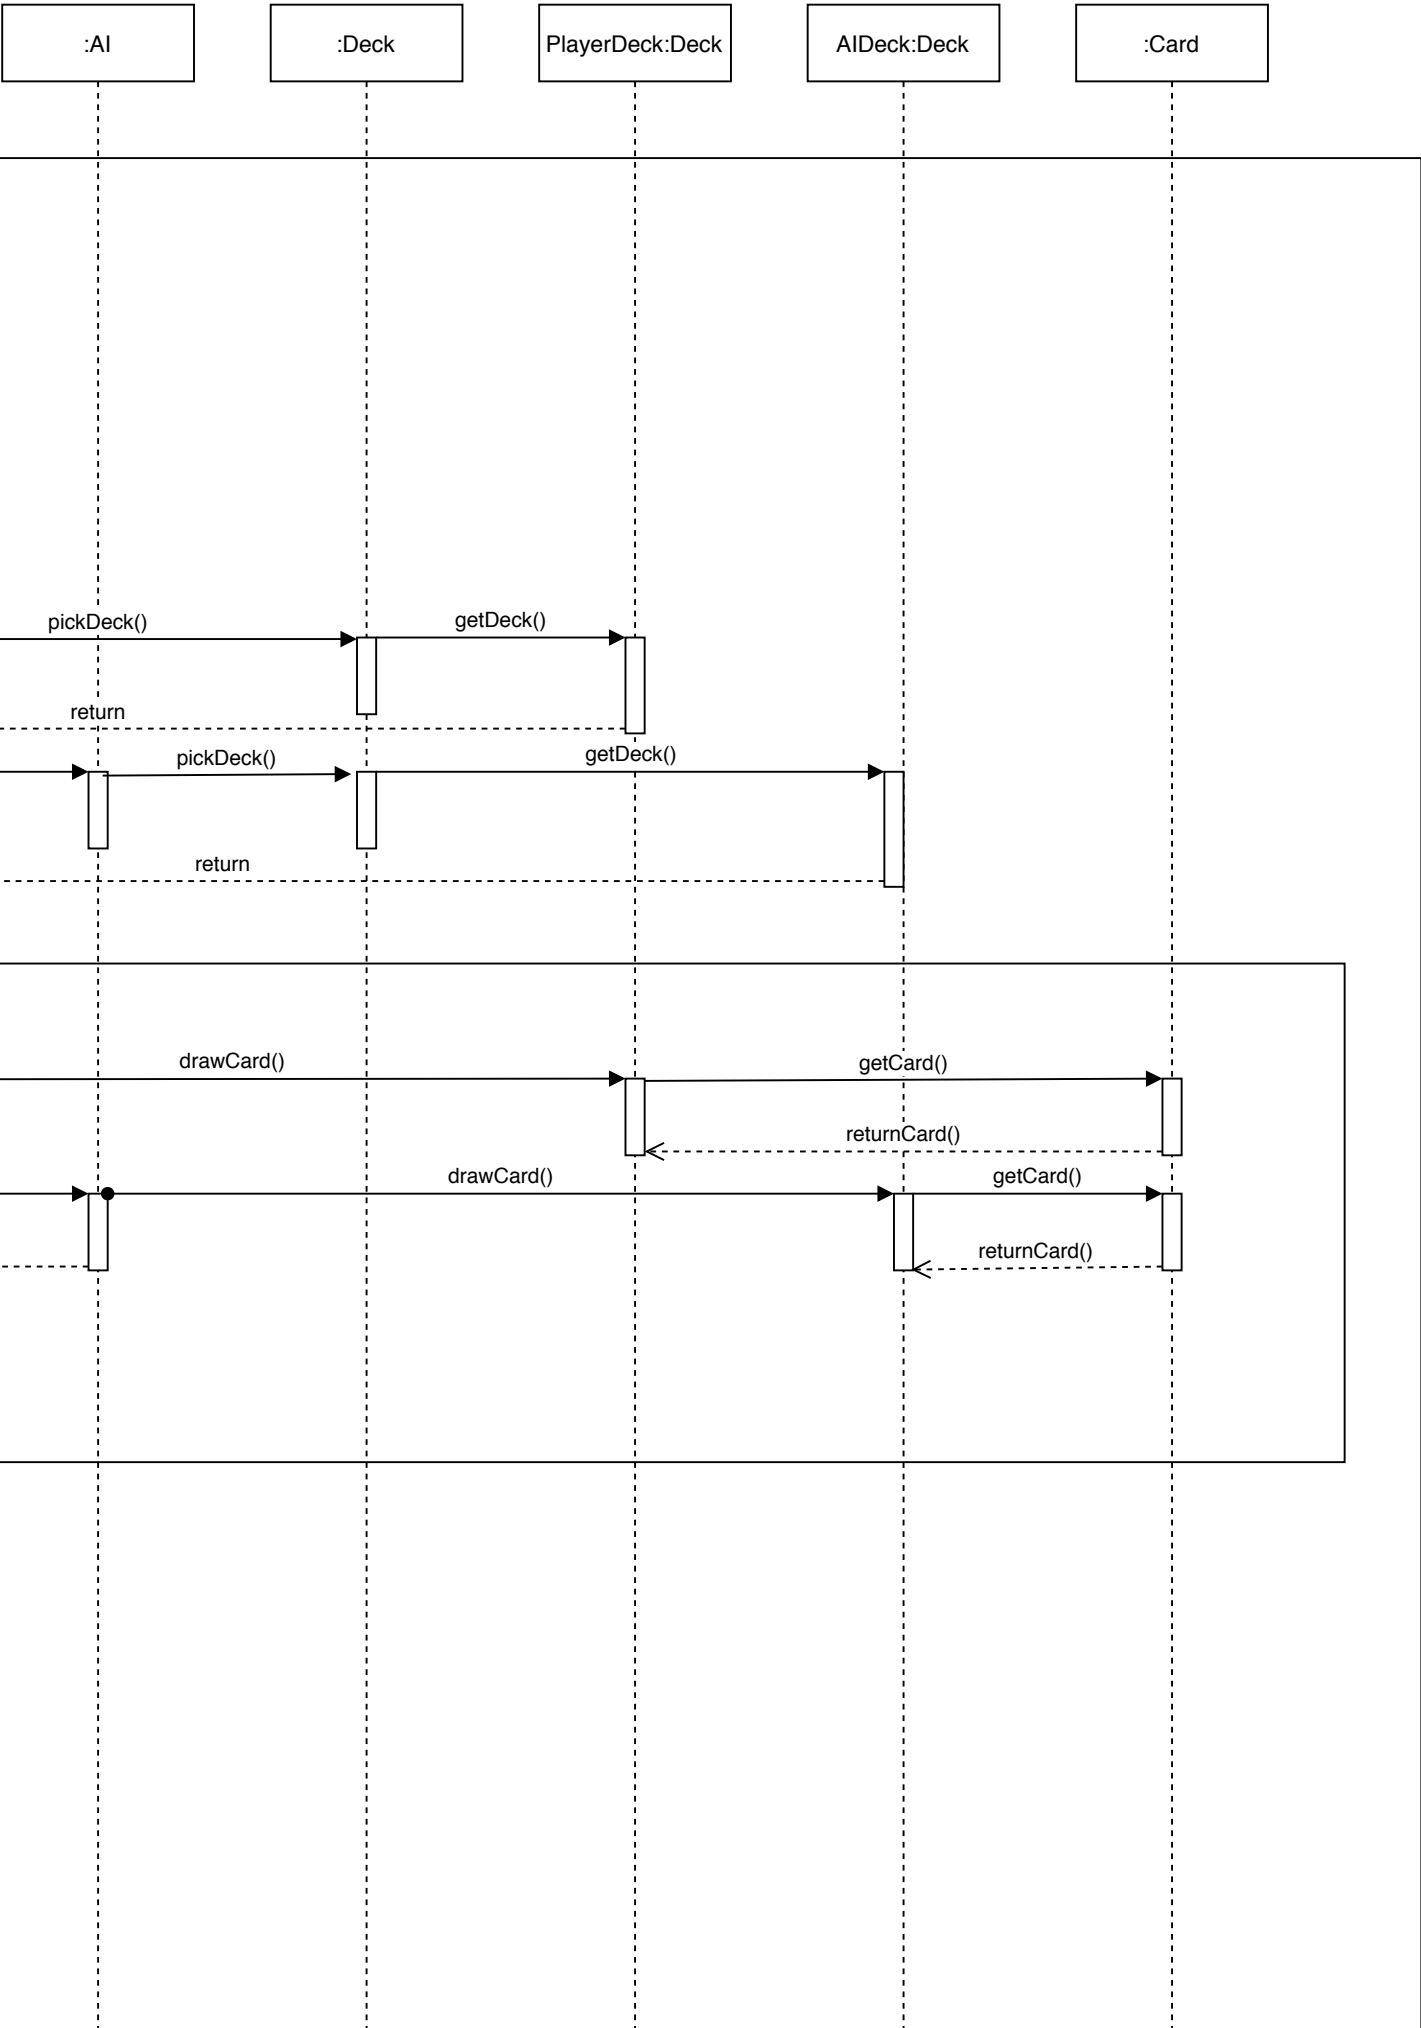 :AI
:Deck
PlayerDeck:Deck
AIDeck:Deck
:Card
pickDeck()
getDeck()
return
pickDeck()
getDeck()
return
drawCard()
getCard()
returnCard()
drawCard()
getCard()
returnCard()